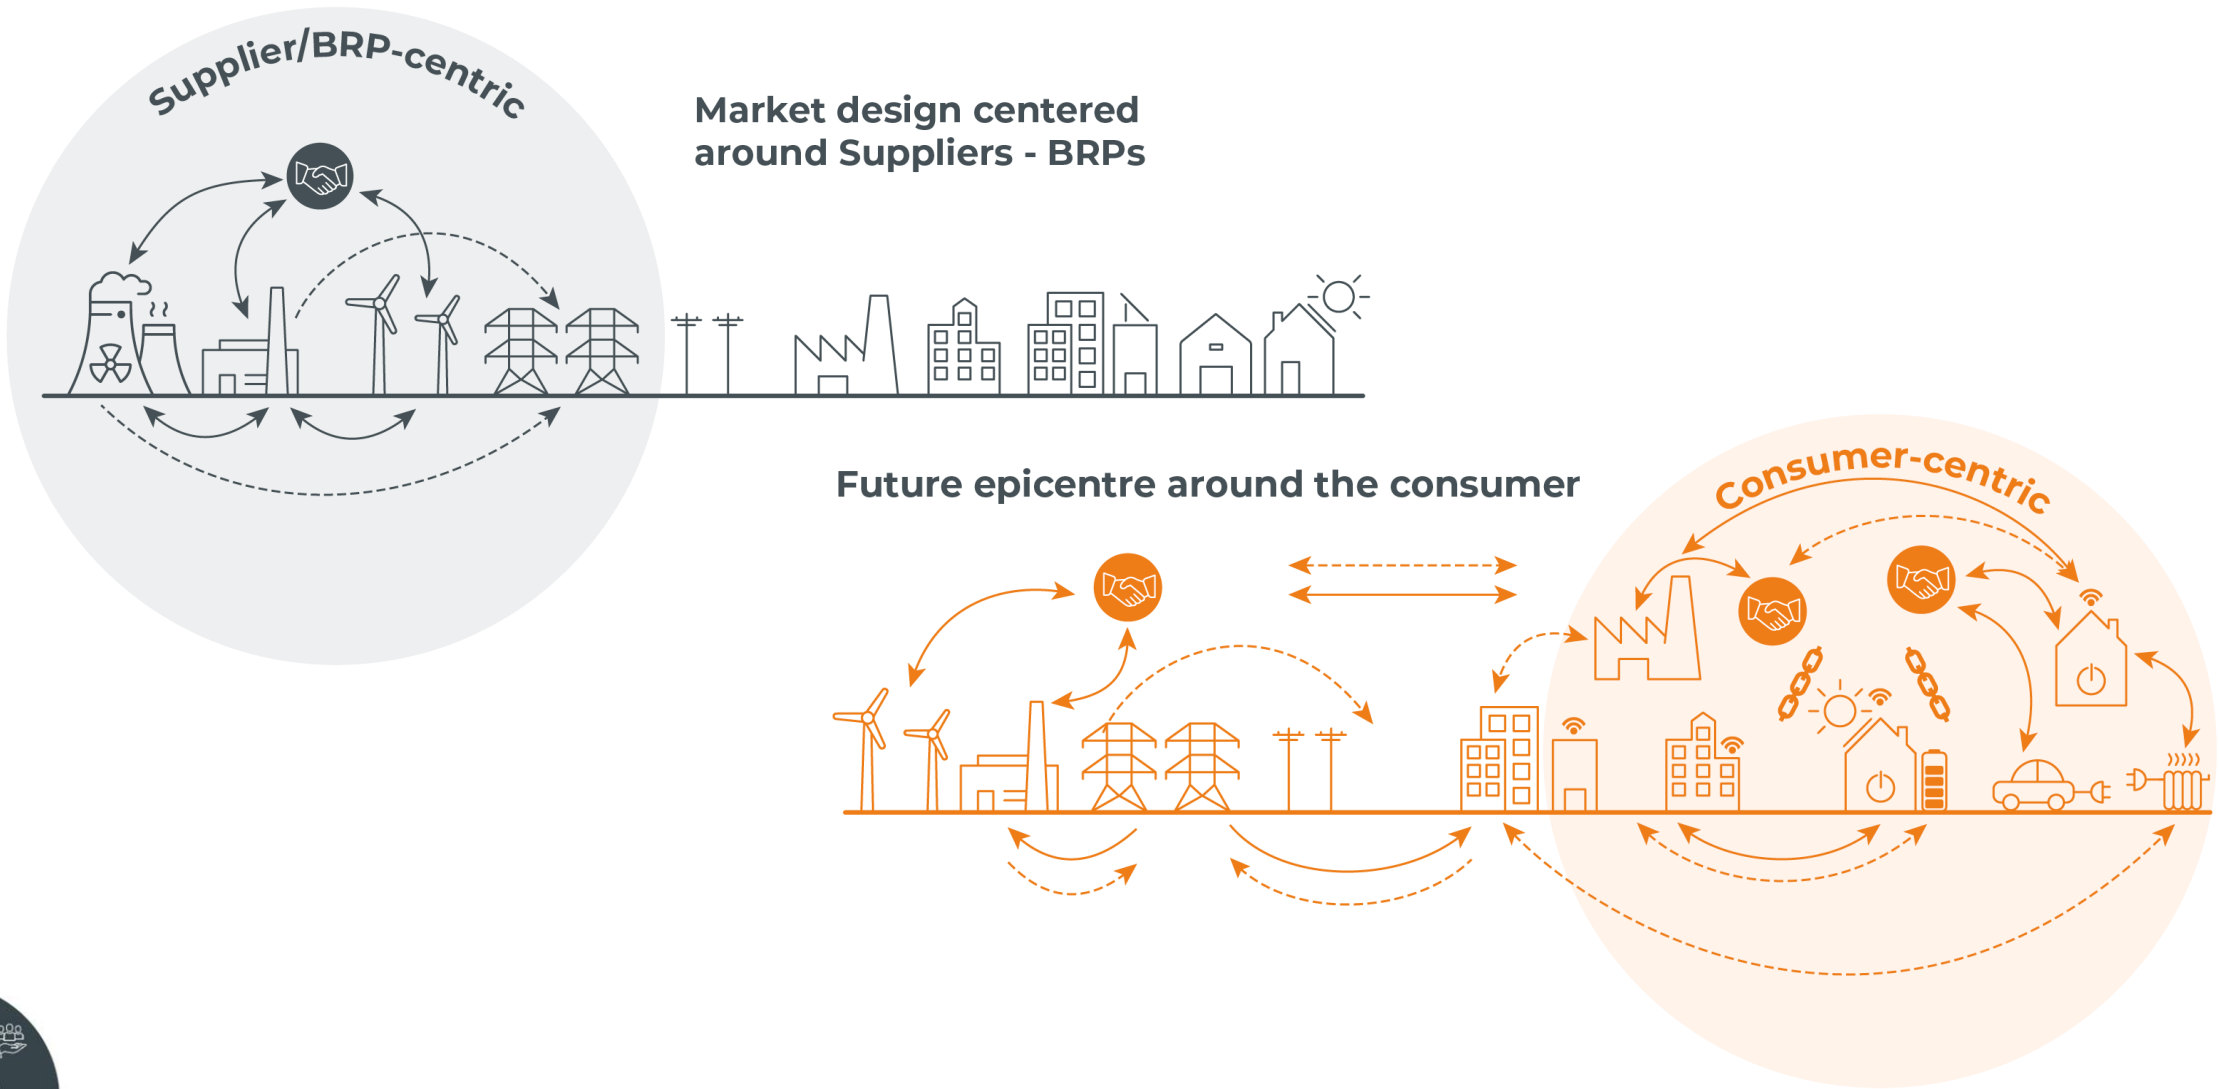 Supplier/BRP-centric
Market design centered
around Suppliers - BRPs
Future epicentre around the consumer
Consumer-centric